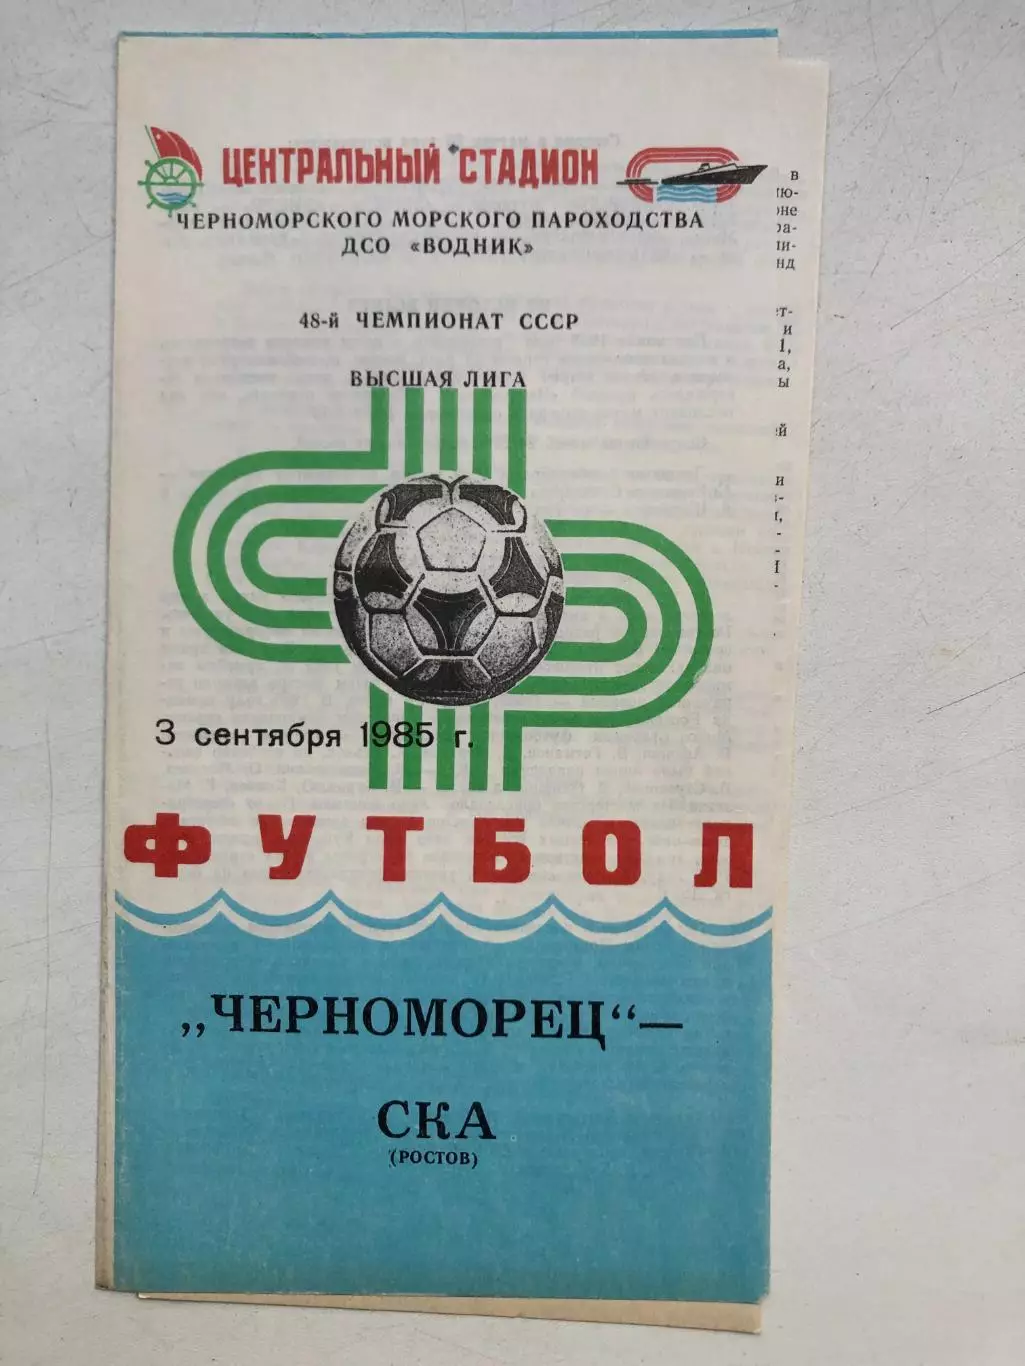 ЦЕНТРАЛЬНЫЙ СТАДИОН
ЧЕРНОМОРСКОГО МОРСКОГО ПАРОХОДСТВА
ДСО «ВОДНИК»
48-й ЧЕМПИОНАТ СССР
ВЫСШАЯ ЛИГА
3 сентября 1985 г.
ФУТБОЛ
„ЧЕРНОМОРЕЦ“ —
СКА
(РОСТОВ)